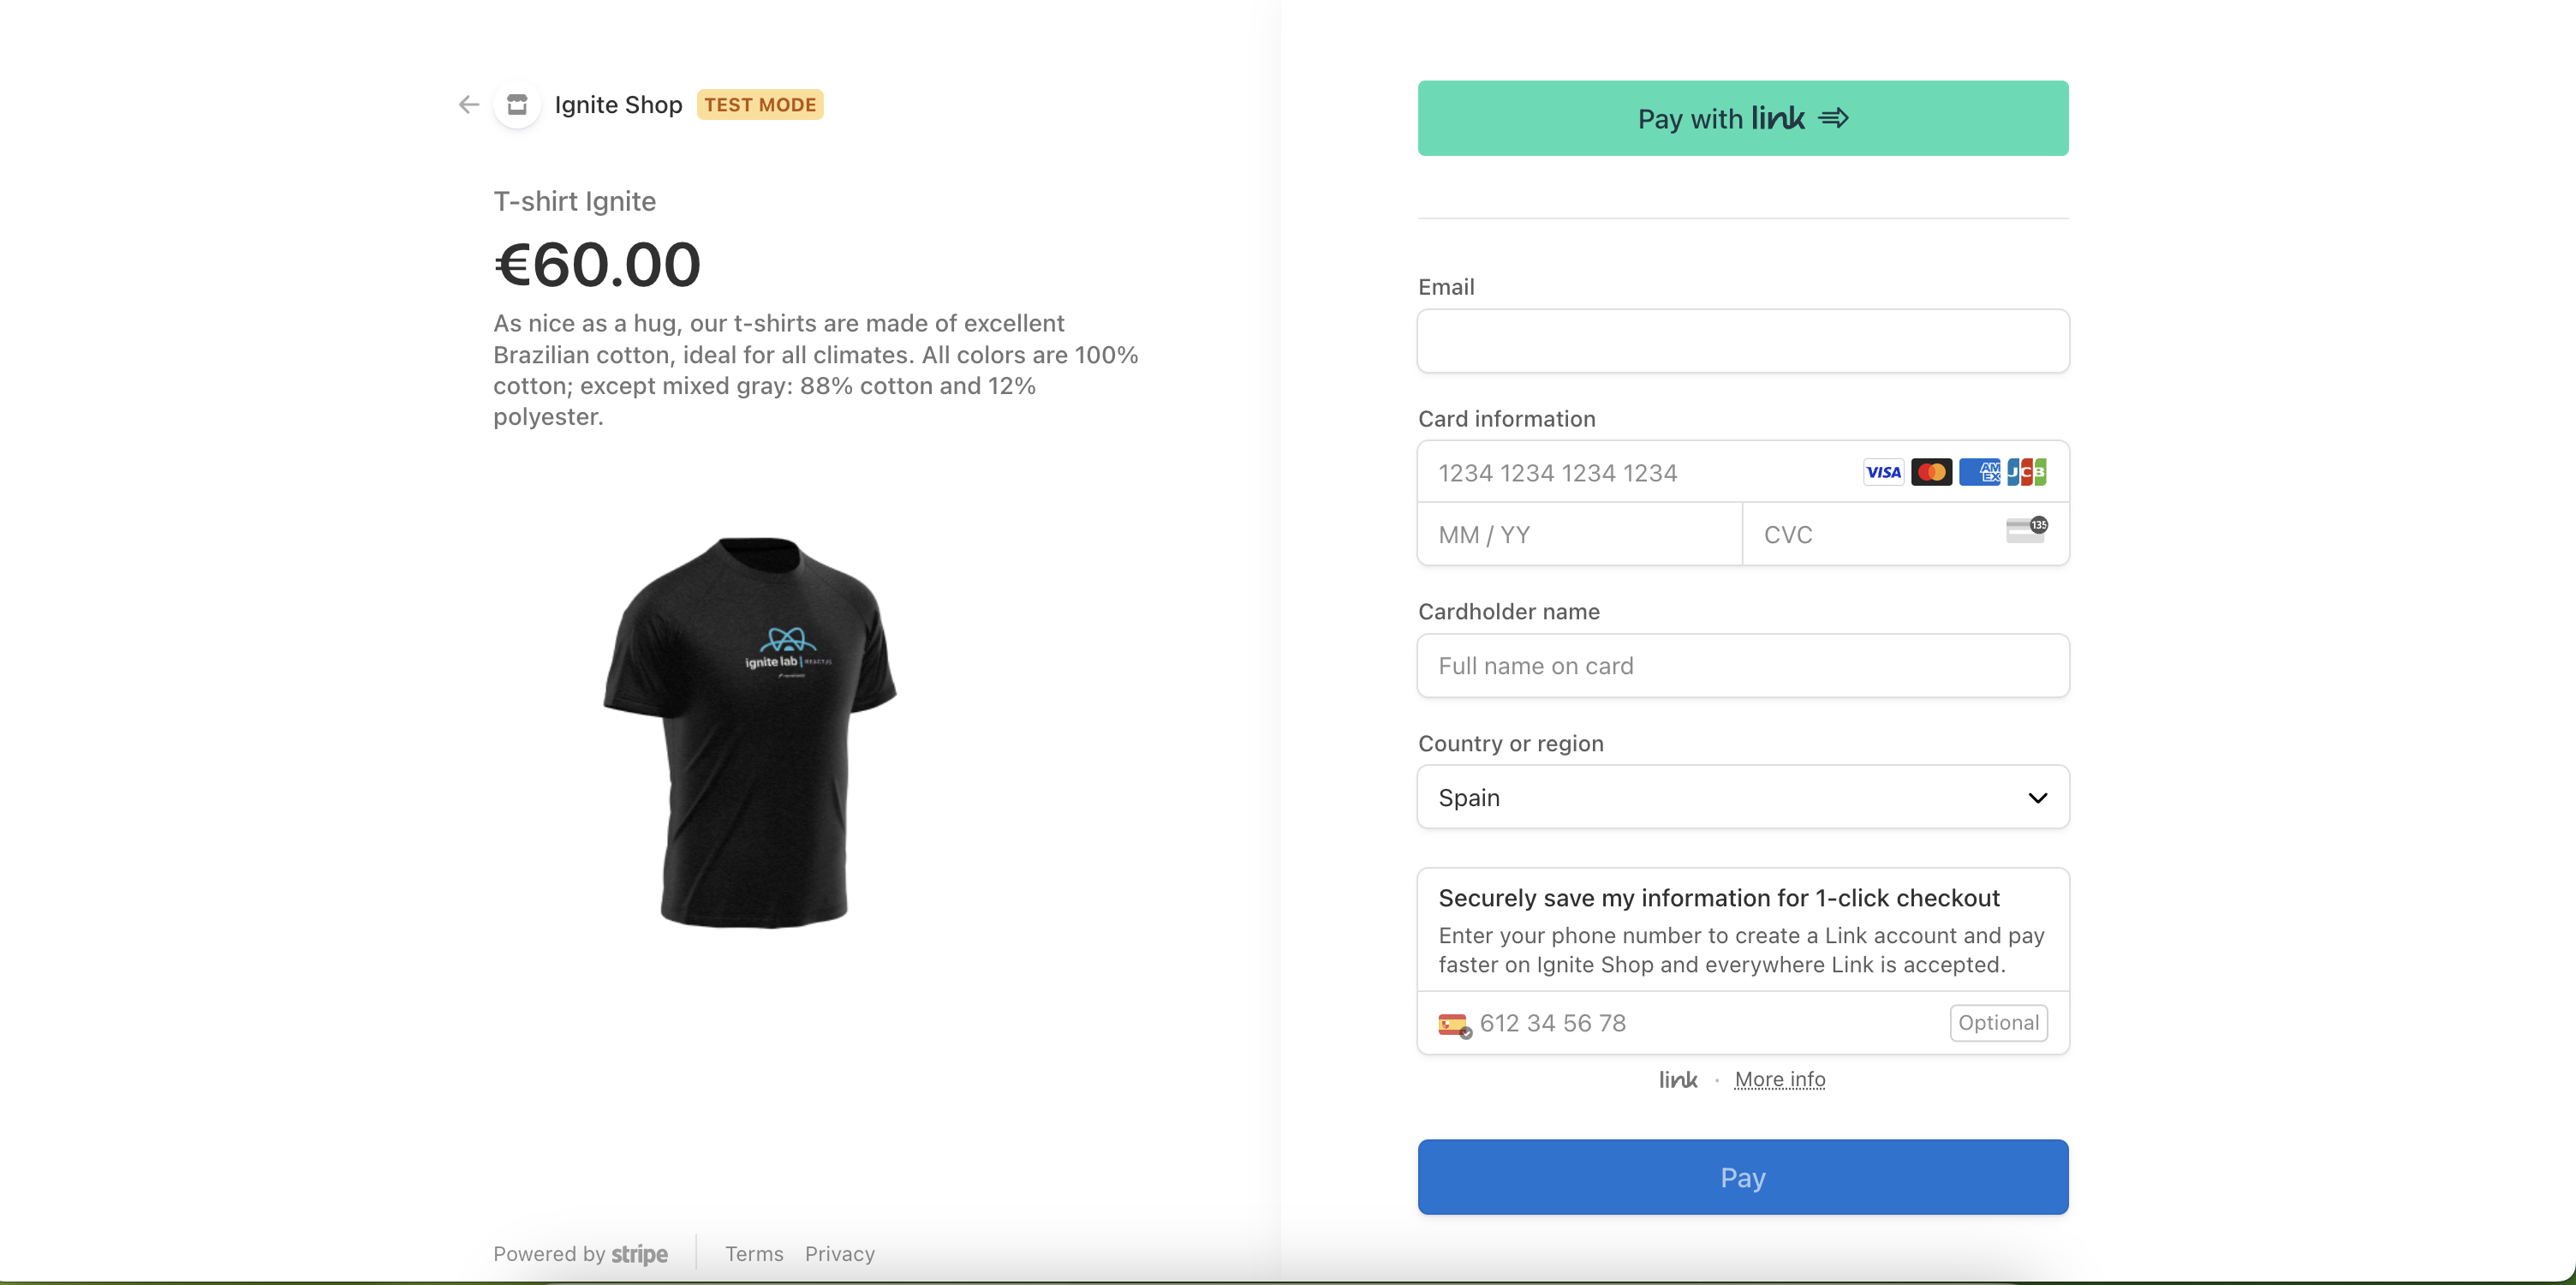 Ignite Shop TEST MODE
T-shirt Ignite
€60.00
As nice as a hug, our t-shirts are made of excellent
Brazilian cotton, ideal for all climates. All colors are 100%
cotton; except mixed gray: 88% cotton and 12%
polyester.
ignite lab | REACTJS
Powered by stripe
Terms Privacy
Pay with link
Email
Card information
1234 1234 1234 1234 VISA AMEX JCB
MM / YY CVC 135
Cardholder name
Full name on card
Country or region
Spain
Securely save my information for 1-click checkout
Enter your phone number to create a Link account and pay
faster on Ignite Shop and everywhere Link is accepted.
612 34 56 78 Optional
link · More info
Pay